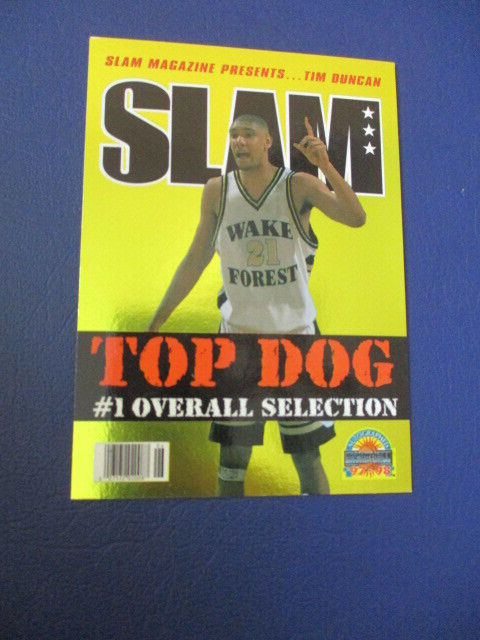 SLAM MAGAZINE PRESENTS...TIM DUNCAN
SLAM
WAKE
21
FOREST
TOP DOG
#1 OVERALL SELECTION
97-98